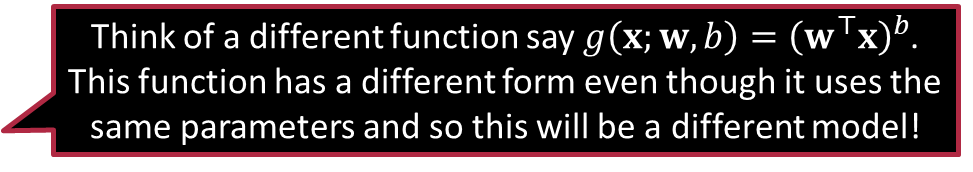 Think of a different function say 𝑔(𝐱; 𝐰, 𝑏) = (𝐰⊤𝐱)ᵇ.
This function has a different form even though it uses the
same parameters and so this will be a different model!